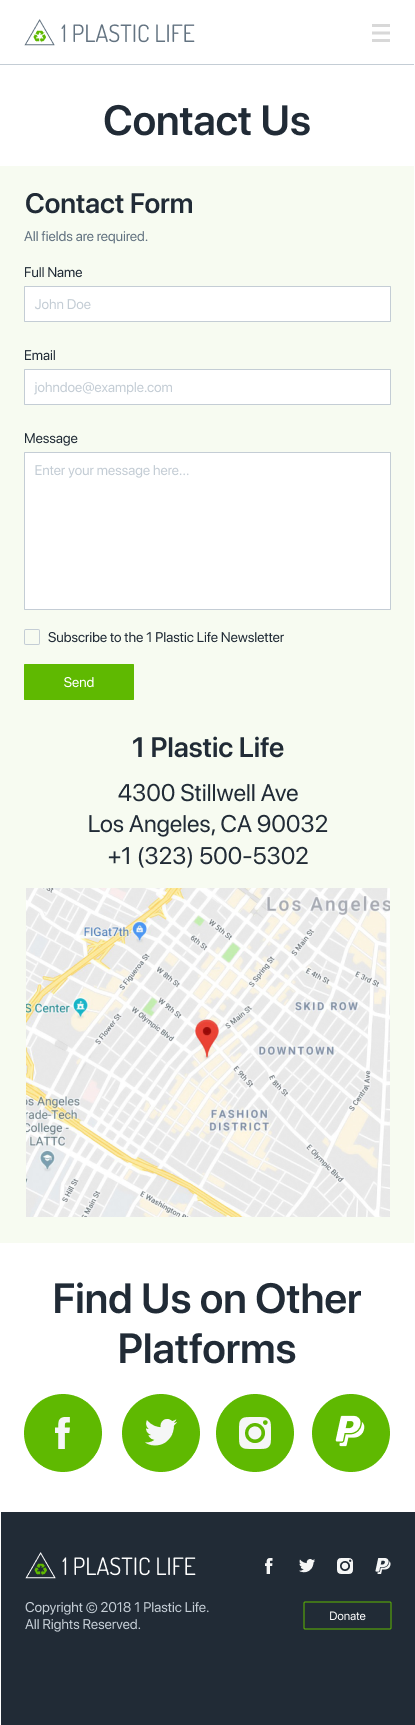 1 PLASTIC LIFE
Contact Us
Contact Form
All fields are required.
Full Name
John Doe
Email
johndoe@example.com
Message
Enter your message here...
Subscribe to the 1 Plastic Life Newsletter
Send
1 Plastic Life
4300 Stillwell Ave
Los Angeles, CA 90032
+1 (323) 500-5302
Los Angeles
FIGat7th
W 5th St
6th St
S Main St
S Figueroa St
W 8th St
S Spring St
E 4th St
E 3rd St
S Center
W 9th St
SKID ROW
S Flower St
W Olympic Blvd
S Main St
DOWNTOWN
E 9th St
E 8th St
S Central Ave
os Angeles
rade-Tech
College -
LATTC
FASHION
DISTRICT
E Olympic Blvd
S Hill St
S Main St
E Washington B
Find Us on Other
Platforms
1 PLASTIC LIFE
Copyright © 2018 1 Plastic Life.
All Rights Reserved.
Donate